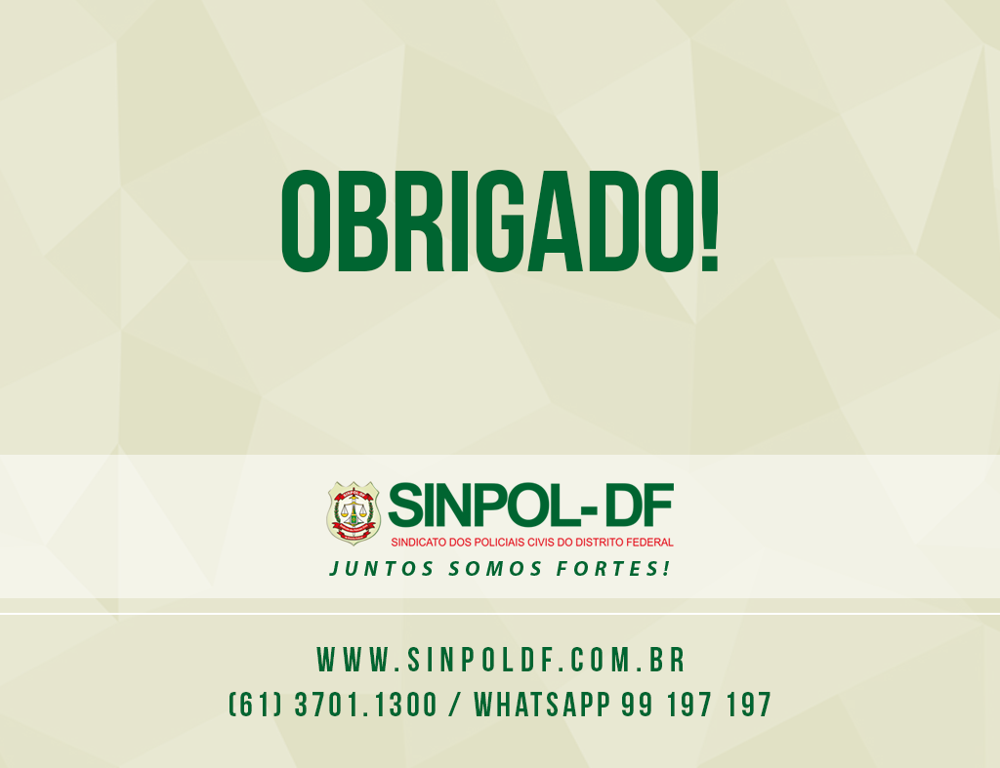 OBRIGADO!
SINPOL-DF
SINDICATO DOS POLICIAIS CIVIS DO DISTRITO FEDERAL
JUNTOS SOMOS FORTES!
WWW.SINPOLDF.COM.BR
(61) 3701.1300 / WHATSAPP 99 197 197